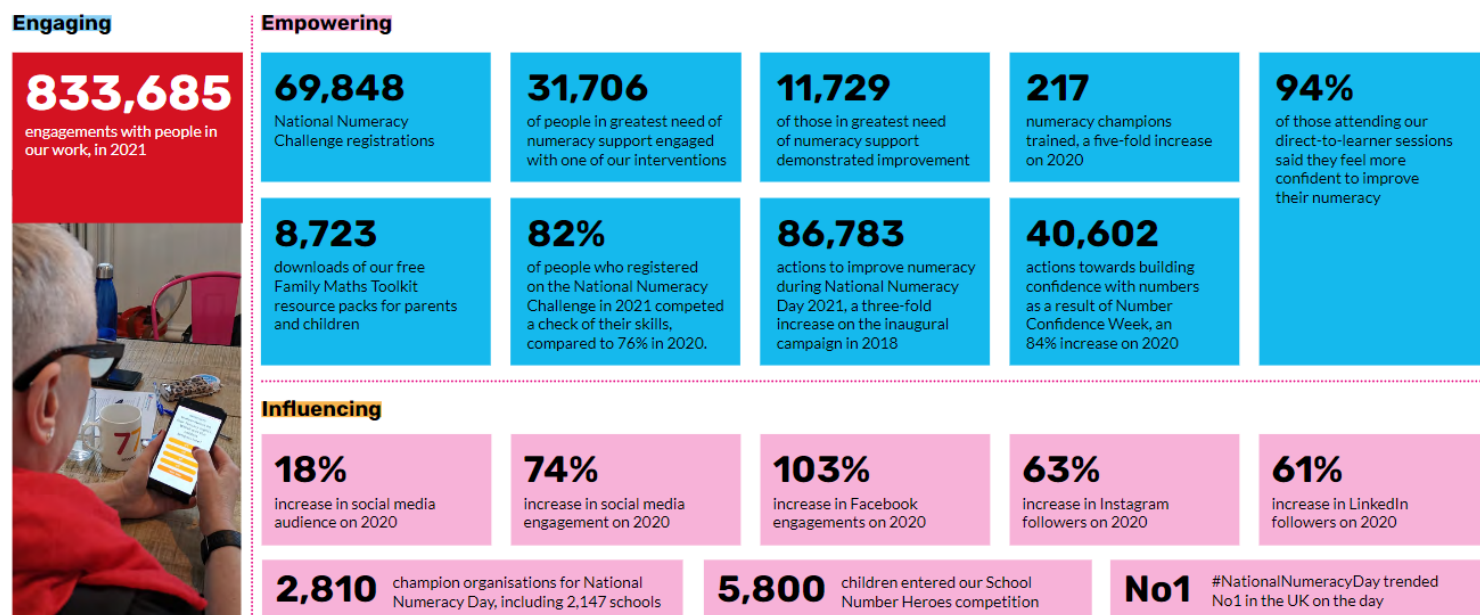 Engaging
833,685
engagements with people in
our work, in 2021
Empowering
69,848
National Numeracy
Challenge registrations
31,706
of people in greatest need of
numeracy support engaged
with one of our interventions
11,729
of those in greatest need
of numeracy support
demonstrated improvement
217
numeracy champions
trained, a five-fold increase
on 2020
94%
of those attending our
direct-to-learner sessions
said they feel more
confident to improve
their numeracy
8,723
downloads of our free
Family Maths Toolkit
resource packs for parents
and children
82%
of people who registered
on the National Numeracy
Challenge in 2021 competed
a check of their skills,
compared to 76% in 2020.
86,783
actions to improve numeracy
during National Numeracy
Day 2021, a three-fold
increase on the inaugural
campaign in 2018
40,602
actions towards building
confidence with numbers
as a result of Number
Confidence Week, an
84% increase on 2020
Influencing
18%
increase in social media
audience on 2020
74%
increase in social media
engagement on 2020
103%
increase in Facebook
engagements on 2020
63%
increase in Instagram
followers on 2020
61%
increase in LinkedIn
followers on 2020
2,810
champion organisations for National
Numeracy Day, including 2,147 schools
5,800
children entered our School
Number Heroes competition
No1
#NationalNumeracyDay trended
No1 in the UK on the day